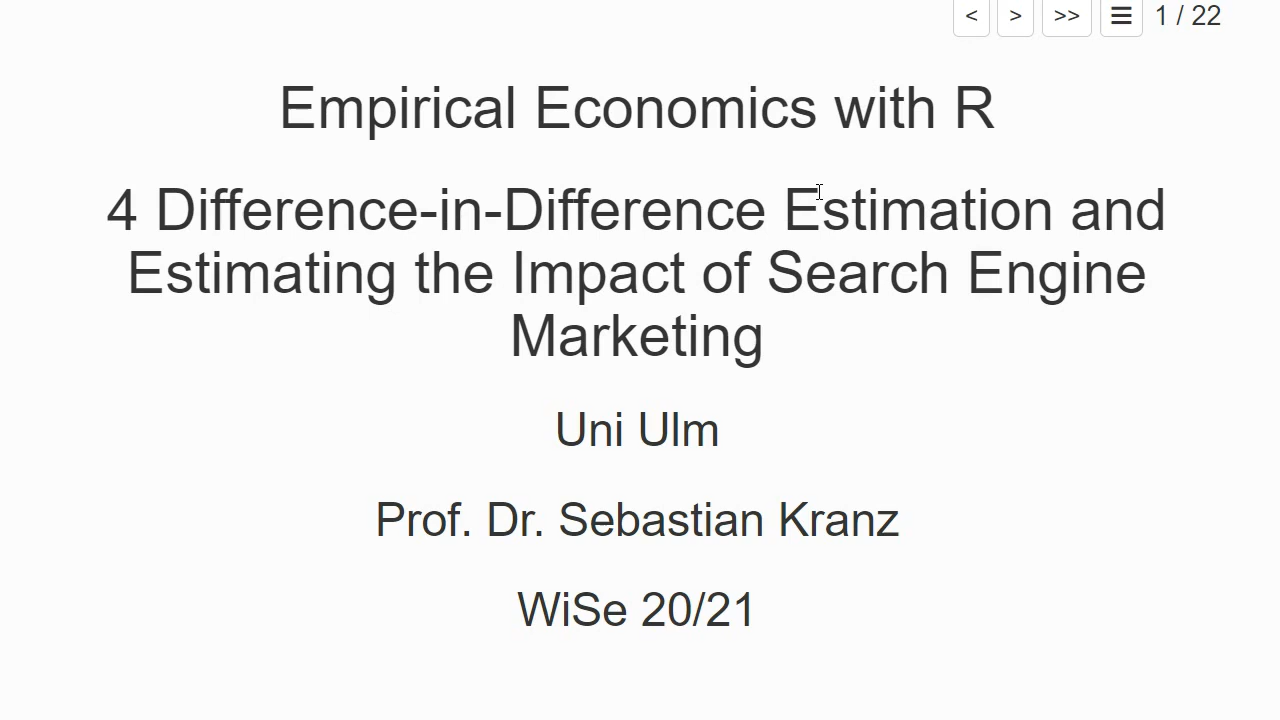 < > >> ☰ 1 / 22
Empirical Economics with R
4 Difference-in-Difference Estimation and
Estimating the Impact of Search Engine
Marketing
Uni Ulm
Prof. Dr. Sebastian Kranz
WiSe 20/21